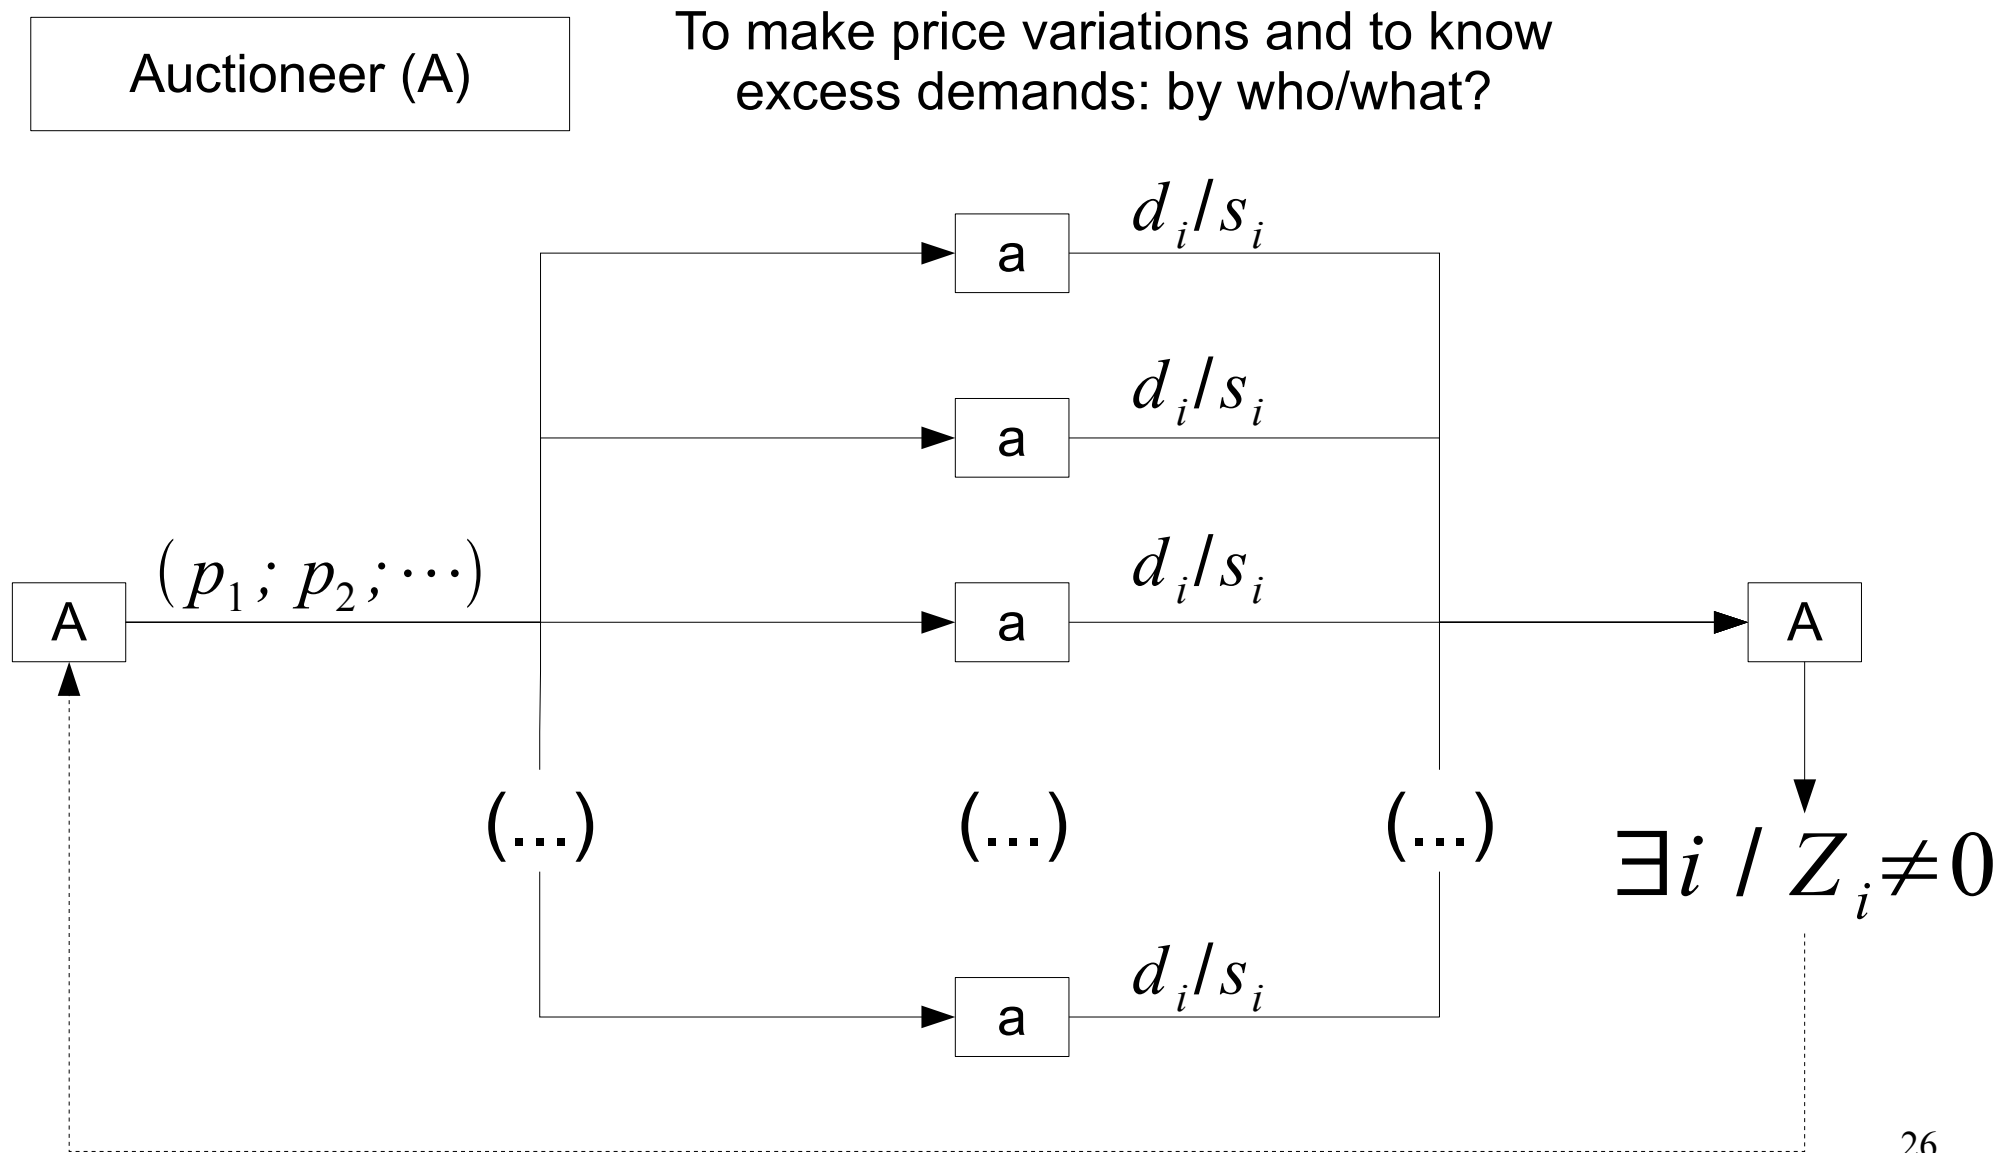 Auctioneer (A)
To make price variations and to know
excess demands: by who/what?
d_i/s_i
a
d_i/s_i
a
(p_1; p_2; ⋯)
d_i/s_i
A
a
A
(...)
(...)
(...)
∃i / Z_i≠0
d_i/s_i
a
26